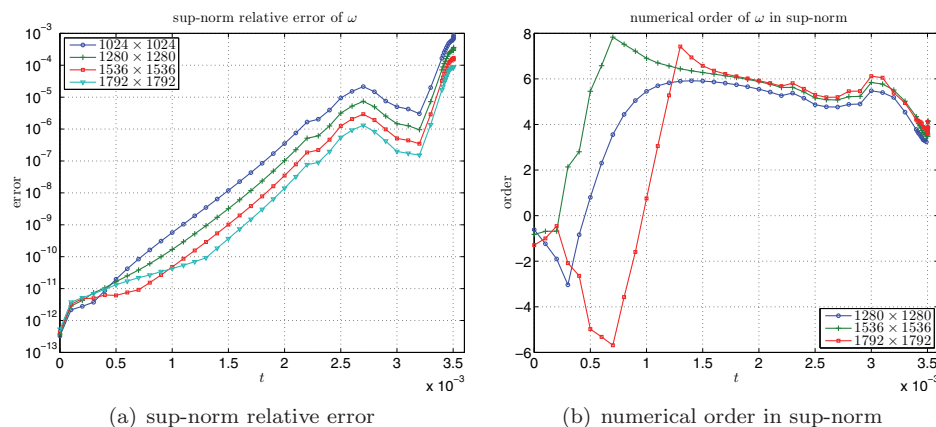 sup-norm relative error of ω
10⁻³
10⁻⁴
10⁻⁵
10⁻⁶
10⁻⁷
10⁻⁸
10⁻⁹
10⁻¹⁰
10⁻¹¹
10⁻¹²
10⁻¹³
error
1024 × 1024
1280 × 1280
1536 × 1536
1792 × 1792
0 0.5 1 1.5 2 2.5 3 3.5
t
x 10⁻³
(a) sup-norm relative error
numerical order of ω in sup-norm
8
6
4
2
0
−2
−4
−6
order
1280 × 1280
1536 × 1536
1792 × 1792
0 0.5 1 1.5 2 2.5 3 3.5
t
x 10⁻³
(b) numerical order in sup-norm